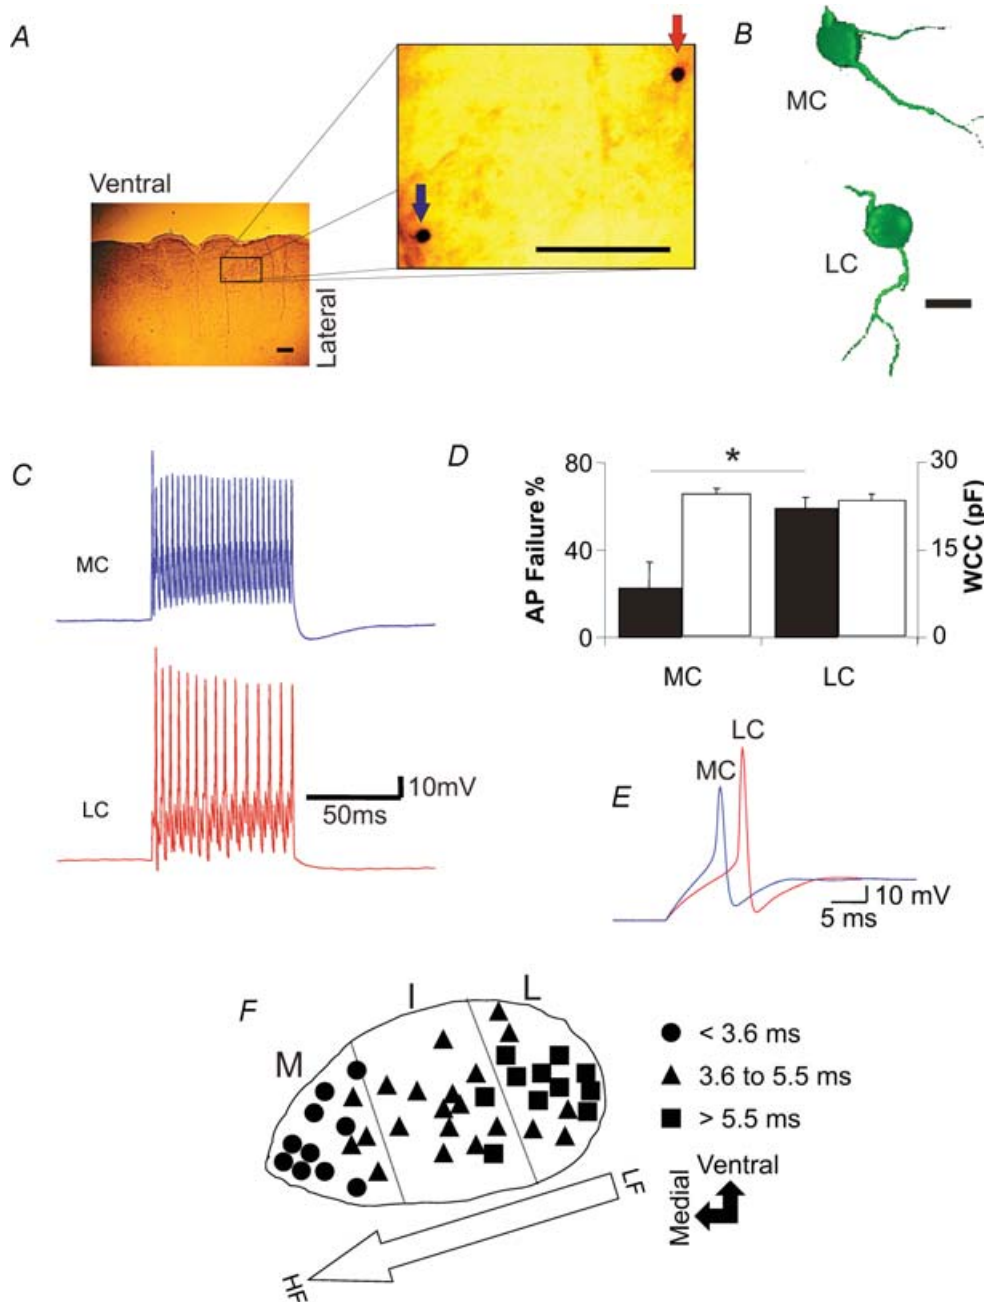 A
Ventral
Lateral
B
MC
LC
C
MC
LC
10mV
50ms
D
*
AP Failure %
80
40
0
WCC (pF)
30
15
0
MC
LC
E
LC
MC
10 mV
5 ms
F
M
I
L
< 3.6 ms
3.6 to 5.5 ms
> 5.5 ms
Ventral
Medial
LF
HF